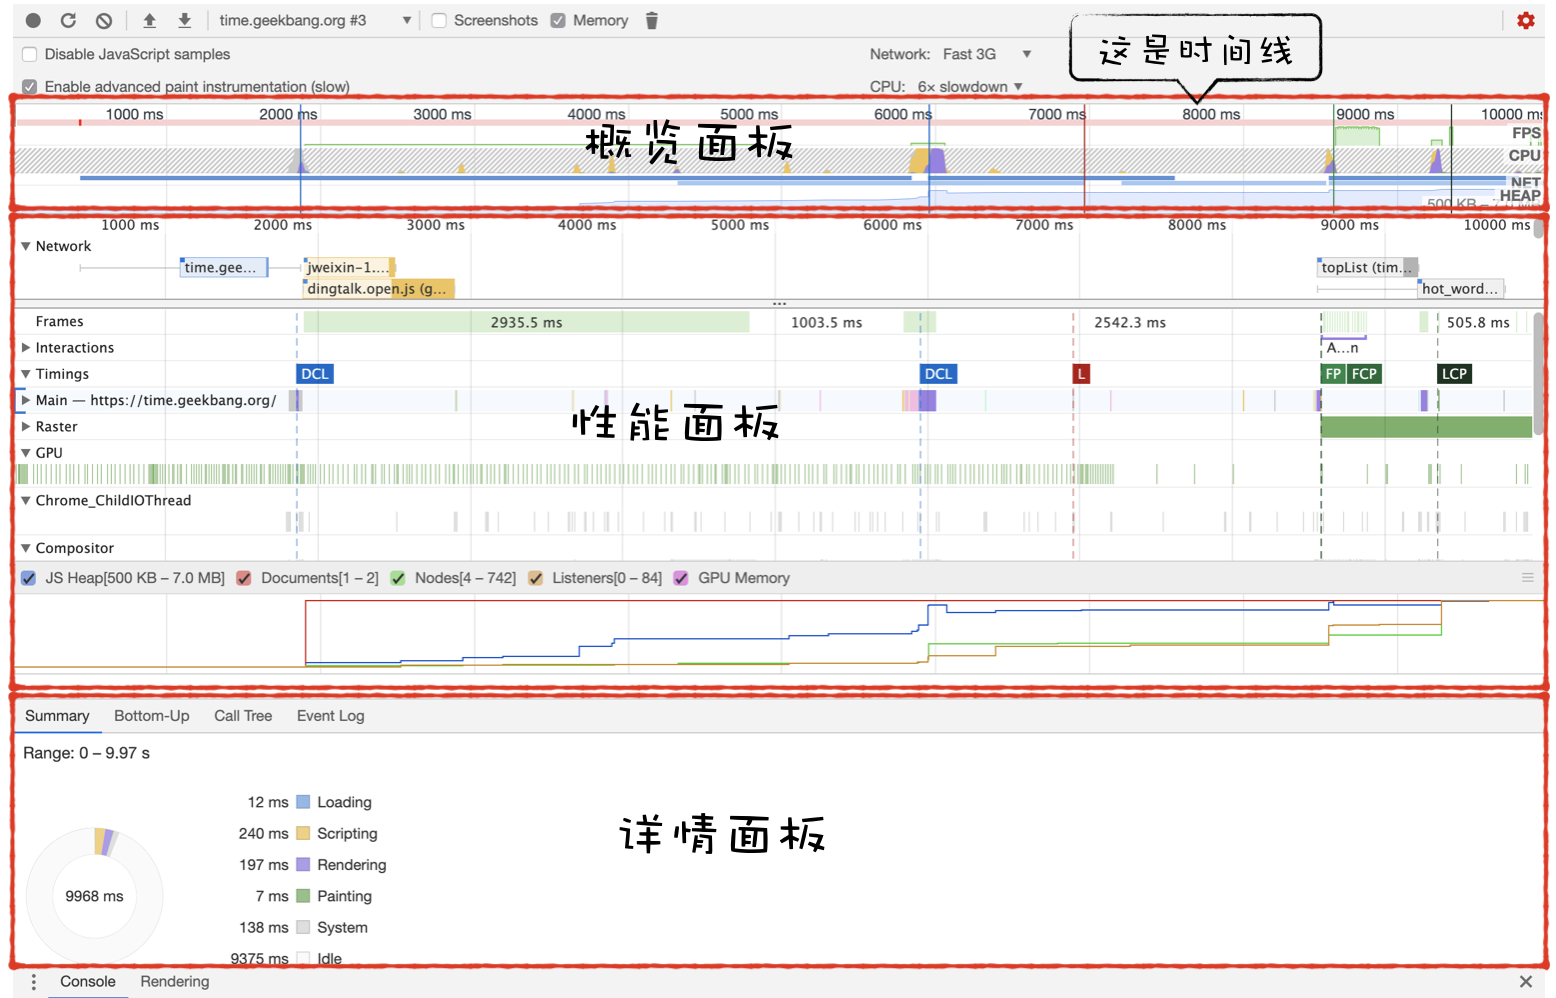 time.geekbang.org #3 Screenshots Memory
Disable JavaScript samples Network: Fast 3G
这是时间线
Enable advanced paint instrumentation (slow) CPU: 6× slowdown
1000 ms 2000 ms 3000 ms 4000 ms 5000 ms 6000 ms 7000 ms 8000 ms 9000 ms 10000 ms
FPS
概览面板
CPU
NET
HEAP
500 KB –
1000 ms 2000 ms 3000 ms 4000 ms 5000 ms 6000 ms 7000 ms 8000 ms 9000 ms 10000 ms
Network
time.gee... jweixin-1.... topList (tim...
dingtalk.open.js (g... hot_word...
Frames 2935.5 ms 1003.5 ms 2542.3 ms 505.8 ms
Interactions A...n
Timings DCL DCL L FP FCP LCP
Main — https://time.geekbang.org/
性能面板
Raster
GPU
Chrome_ChildIOThread
Compositor
JS Heap[500 KB – 7.0 MB] Documents[1 – 2] Nodes[4 – 742] Listeners[0 – 84] GPU Memory
Summary Bottom-Up Call Tree Event Log
Range: 0 – 9.97 s
12 ms Loading
240 ms Scripting
详情面板
197 ms Rendering
9968 ms
7 ms Painting
138 ms System
9375 ms Idle
Console Rendering